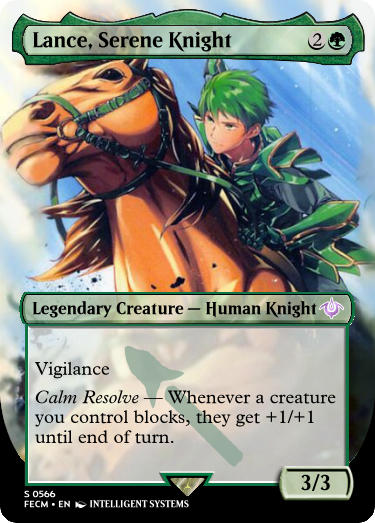 Lance, Serene Knight 2
Legendary Creature — Human Knight
Vigilance
Calm Resolve — Whenever a creature
you control blocks, they get +1/+1
until end of turn.
3/3
S 0566
FECM • EN INTELLIGENT SYSTEMS